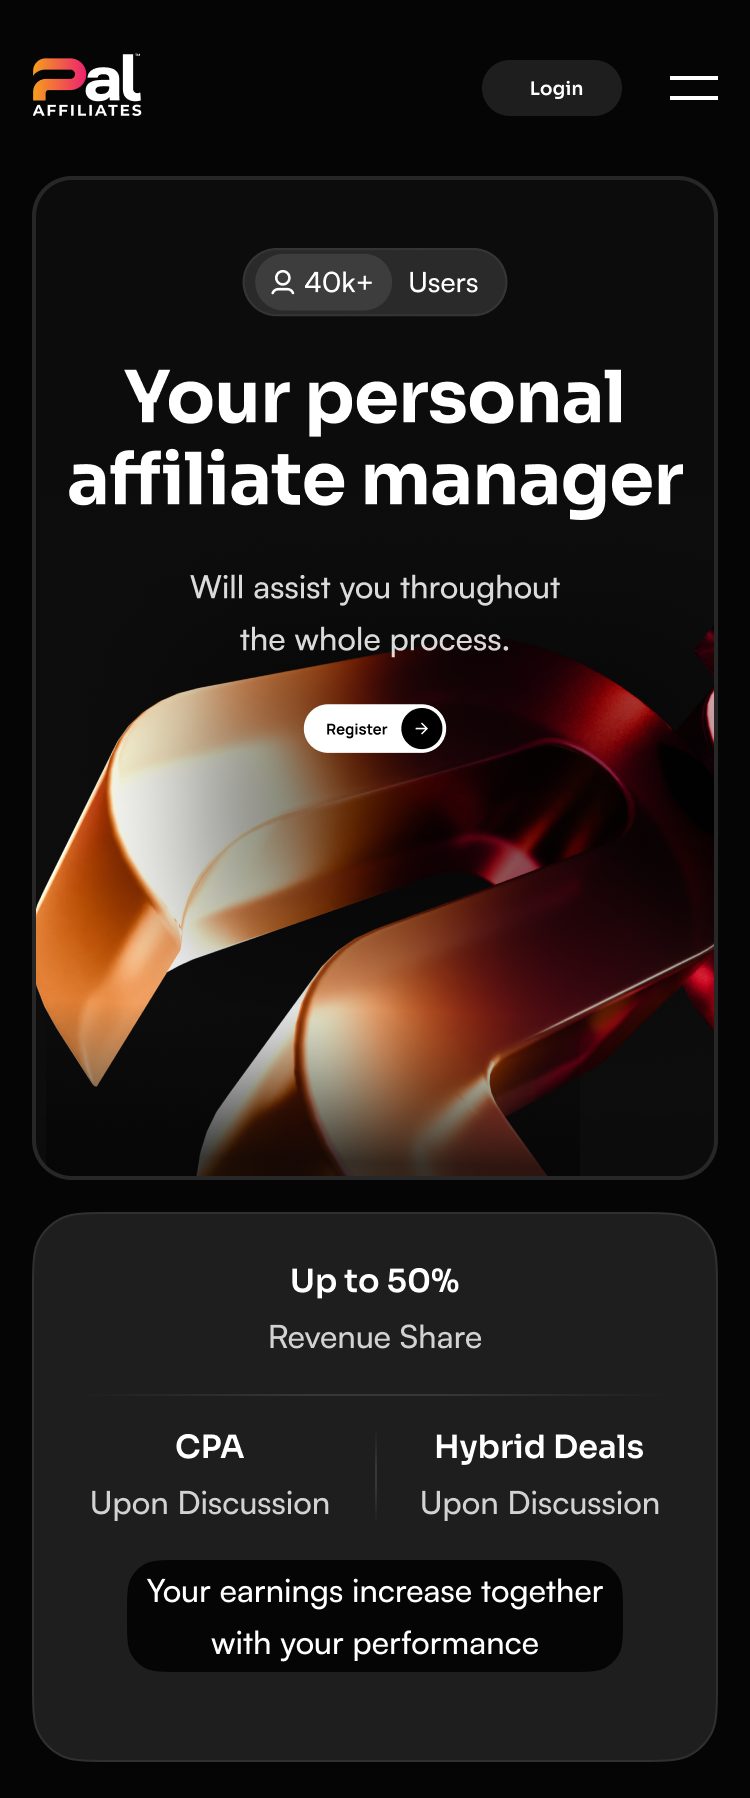 Pal™
AFFILIATES
Login
40k+ Users
Your personal
affiliate manager
Will assist you throughout
the whole process.
Register
Up to 50%
Revenue Share
CPA
Upon Discussion
Hybrid Deals
Upon Discussion
Your earnings increase together
with your performance